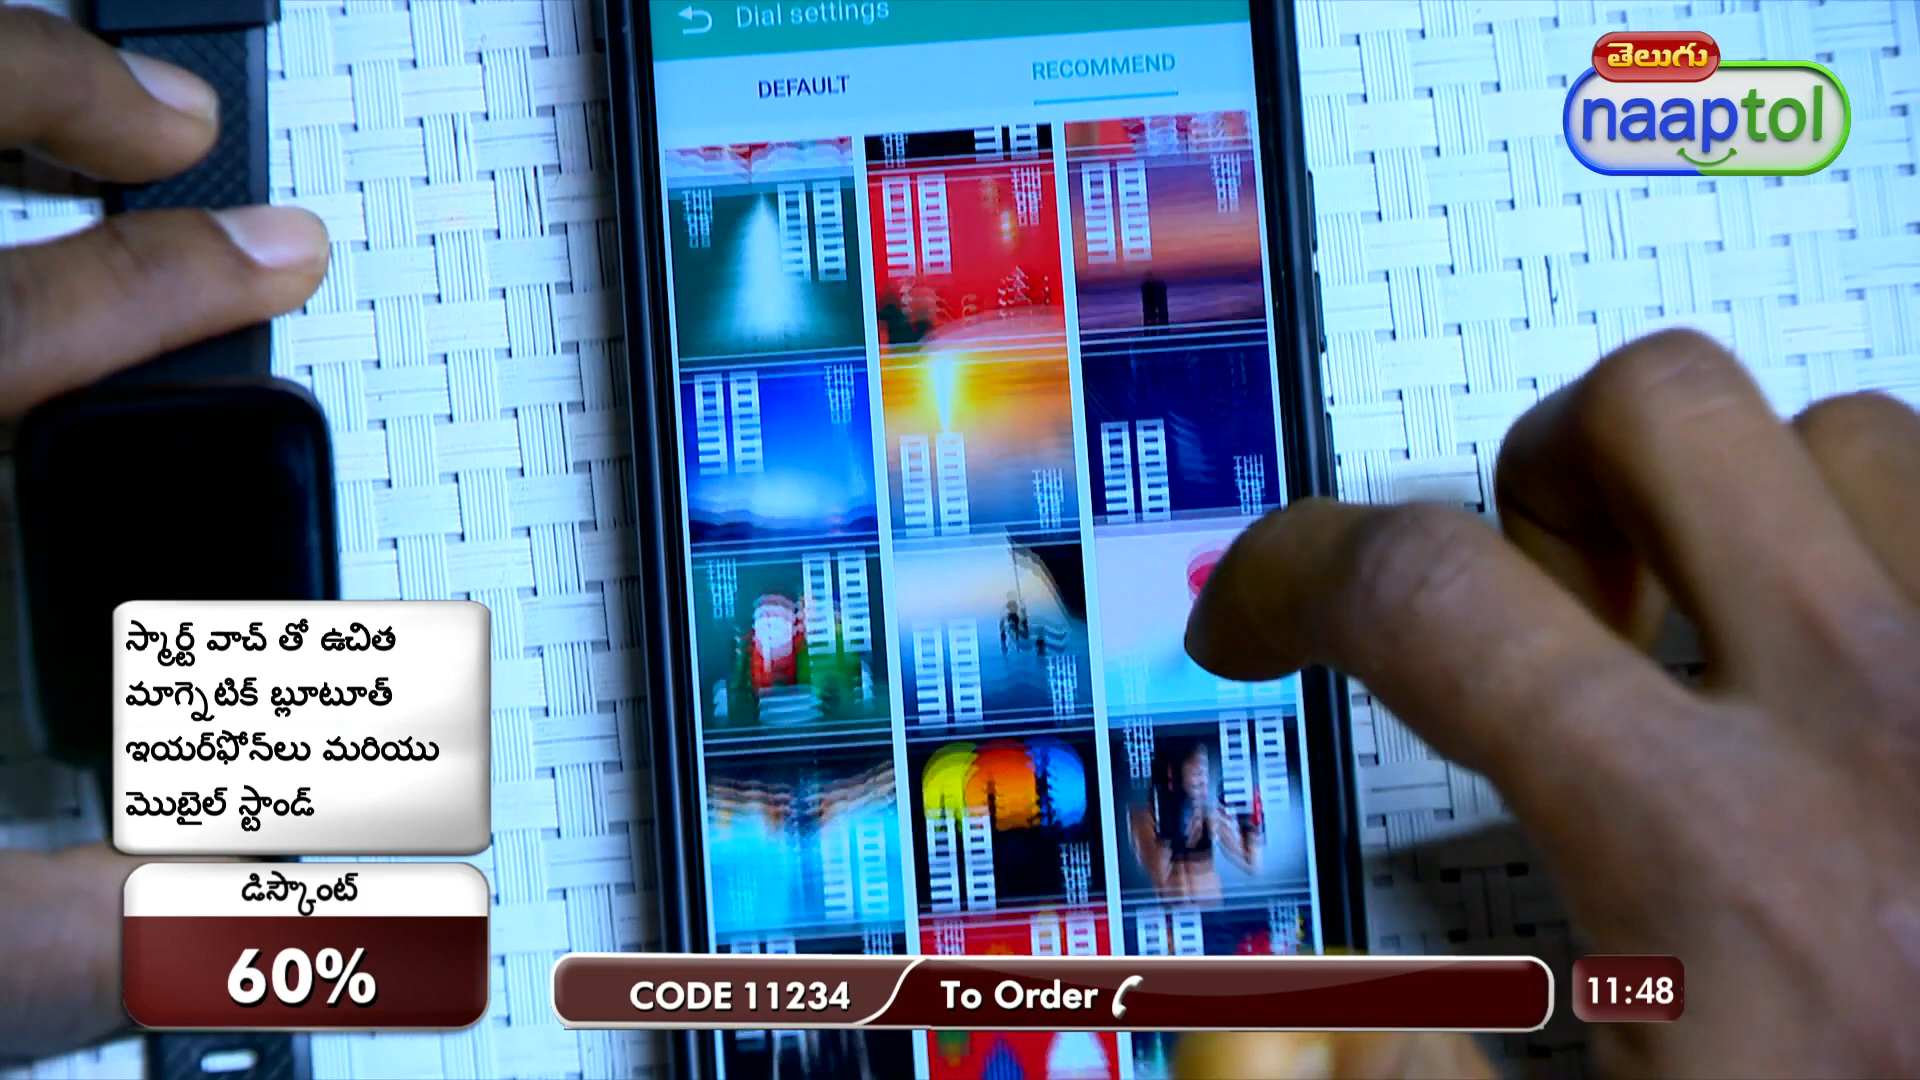 Dial settings
DEFAULT
RECOMMEND
తెలుగు
naaptol
స్మార్ట్ వాచ్ తో ఉచిత
మాగ్నెటిక్ బ్లూటూత్
ఇయర్‌ఫోన్‌లు మరియు
మొబైల్ స్టాండ్
డిస్కౌంట్
60%
CODE 11234
To Order
11:48